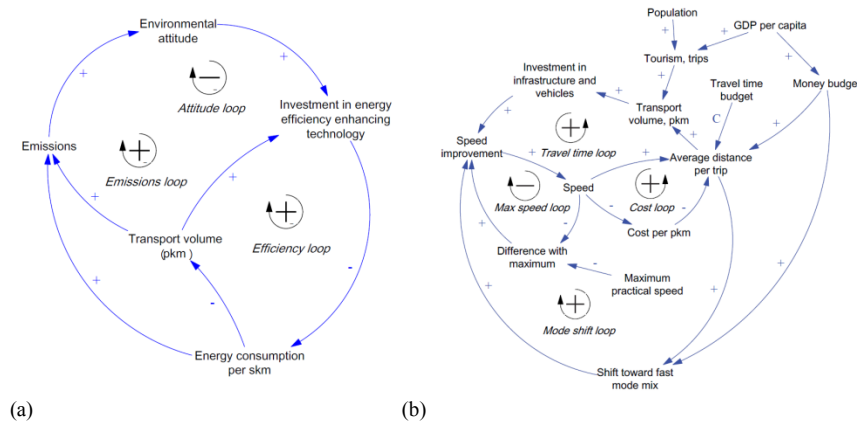 Environmental
attitude
+
+
−
Attitude loop
Investment in energy
efficiency enhancing
technology
Emissions
+
Emissions loop
+
+
+
Efficiency loop
Transport volume
(pkm )
+
-
-
Energy consumption
per skm
(a)
Population
GDP per capita
+
+
+
Tourism, trips
Investment in
infrastructure and
vehicles
+
Travel time
budget
Money budget
+
+
Transport
volume, pkm
C
+
+
+
Speed
improvement
Travel time loop
+
+
Average distance
per trip
−
Speed
+
Max speed loop
Cost loop
-
-
-
Cost per pkm
+
Difference with
maximum
-
Maximum
practical speed
+
Mode shift loop
+
+
+
Shift toward fast
mode mix
(b)